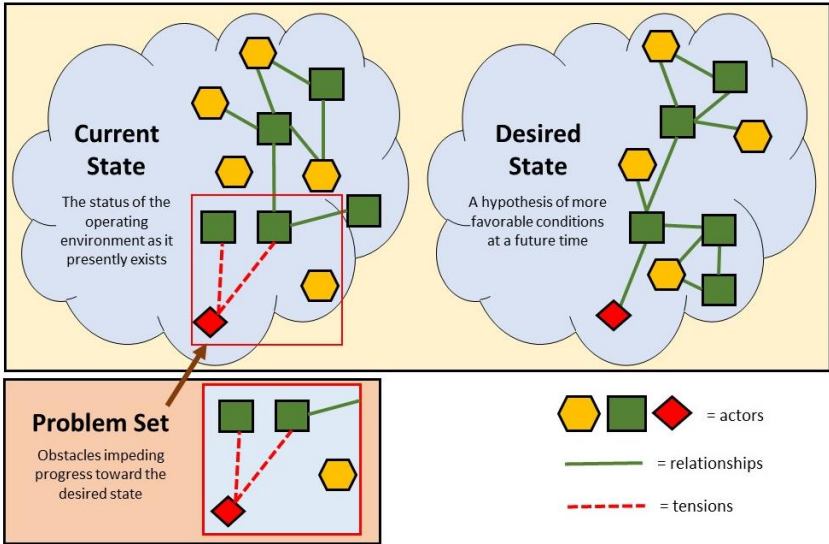 Current
State
The status of the
operating
environment as it
presently exists
Desired
State
A hypothesis of more
favorable conditions
at a future time
Problem Set
Obstacles impeding
progress toward the
desired state
= actors
= relationships
= tensions